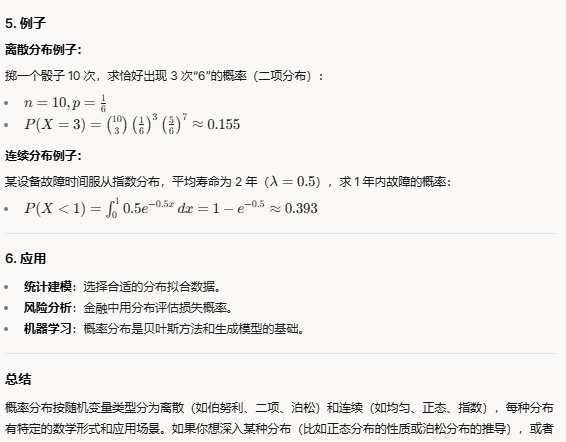 5. 例子
离散分布例子：
掷一个骰子 10 次，求恰好出现 3 次“6”的概率（二项分布）：
• n = 10, p = 1/6
• P(X = 3) = (10 3) (1/6)^3 (5/6)^7 ≈ 0.155
连续分布例子：
某设备故障时间服从指数分布，平均寿命为 2 年（λ = 0.5），求 1 年内故障的概率：
• P(X < 1) = ∫_0^1 0.5e^{-0.5x} dx = 1 − e^{-0.5} ≈ 0.393
6. 应用
• 统计建模：选择合适的分布拟合数据。
• 风险分析：金融中用分布评估损失概率。
• 机器学习：概率分布是贝叶斯方法和生成模型的基础。
总结
概率分布按随机变量类型分为离散（如伯努利、二项、泊松）和连续（如均匀、正态、指数），每种分布
有特定的数学形式和应用场景。如果你想深入某种分布（比如正态分布的性质或泊松分布的推导），或者